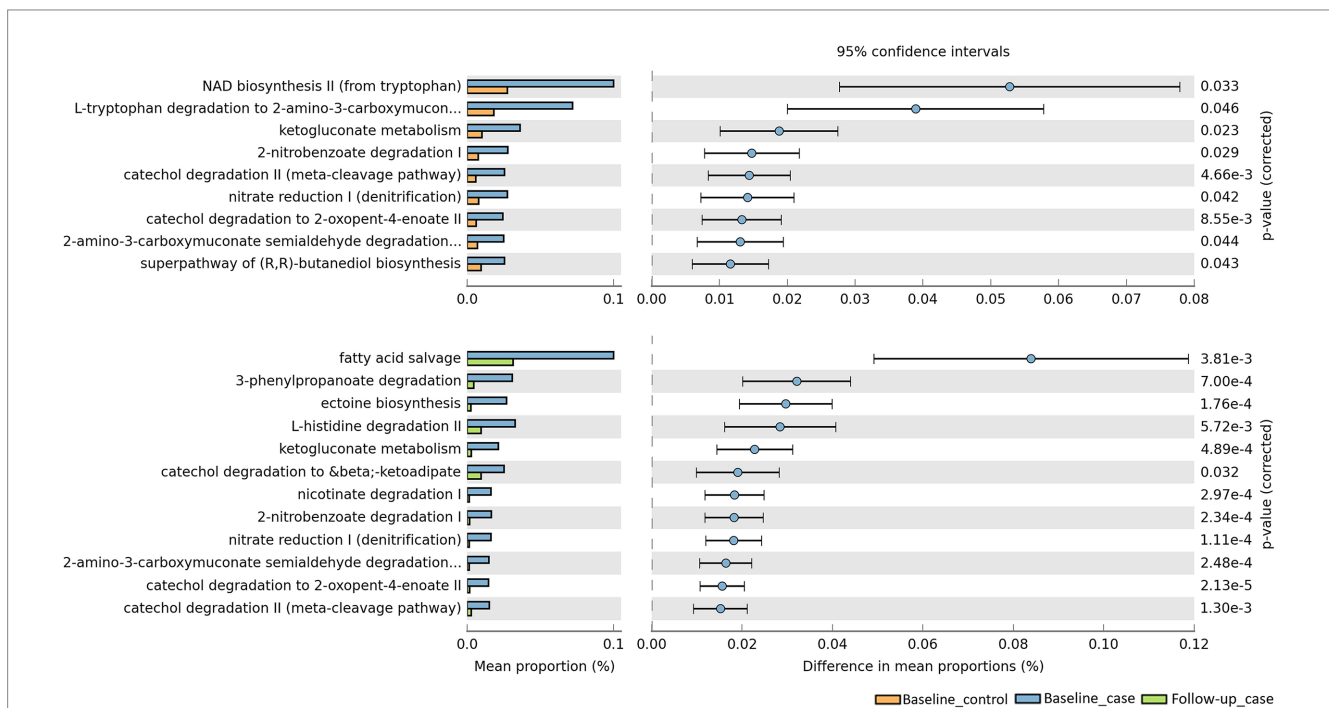 95% confidence intervals
NAD biosynthesis II (from tryptophan) 0.033
L-tryptophan degradation to 2-amino-3-carboxymucon... 0.046
ketogluconate metabolism 0.023
2-nitrobenzoate degradation I 0.029
catechol degradation II (meta-cleavage pathway) 4.66e-3
nitrate reduction I (denitrification) 0.042
catechol degradation to 2-oxopent-4-enoate II 8.55e-3
2-amino-3-carboxymuconate semialdehyde degradation... 0.044
superpathway of (R,R)-butanediol biosynthesis 0.043
p-value (corrected)
0.0 0.1 0.00 0.01 0.02 0.03 0.04 0.05 0.06 0.07 0.08
fatty acid salvage 3.81e-3
3-phenylpropanoate degradation 7.00e-4
ectoine biosynthesis 1.76e-4
L-histidine degradation II 5.72e-3
ketogluconate metabolism 4.89e-4
catechol degradation to &beta;-ketoadipate 0.032
nicotinate degradation I 2.97e-4
2-nitrobenzoate degradation I 2.34e-4
nitrate reduction I (denitrification) 1.11e-4
2-amino-3-carboxymuconate semialdehyde degradation... 2.48e-4
catechol degradation to 2-oxopent-4-enoate II 2.13e-5
catechol degradation II (meta-cleavage pathway) 1.30e-3
p-value (corrected)
0.0 0.1 0.00 0.02 0.04 0.06 0.08 0.10 0.12
Mean proportion (%) Difference in mean proportions (%)
Baseline_control Baseline_case Follow-up_case